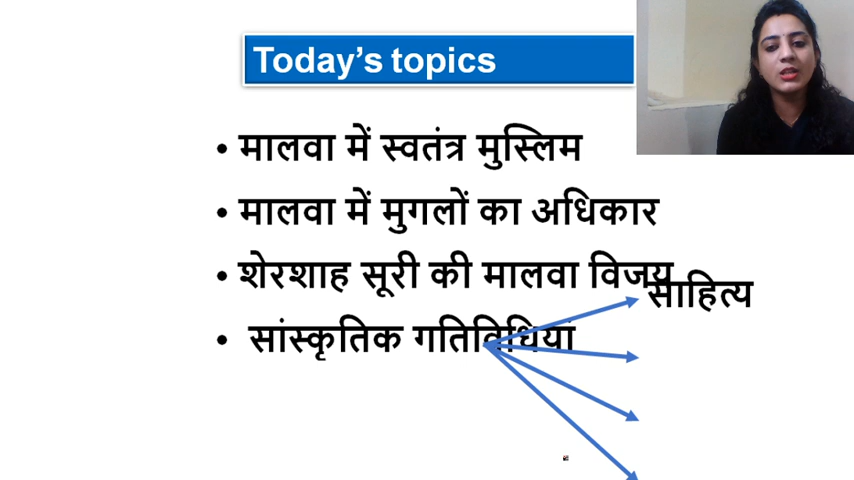 Today's topics
• मालवा में स्वतंत्र मुस्लिम
• मालवा में मुगलों का अधिकार
• शेरशाह सूरी की मालवा विजय
साहित्य
• सांस्कृतिक गतिविधियां